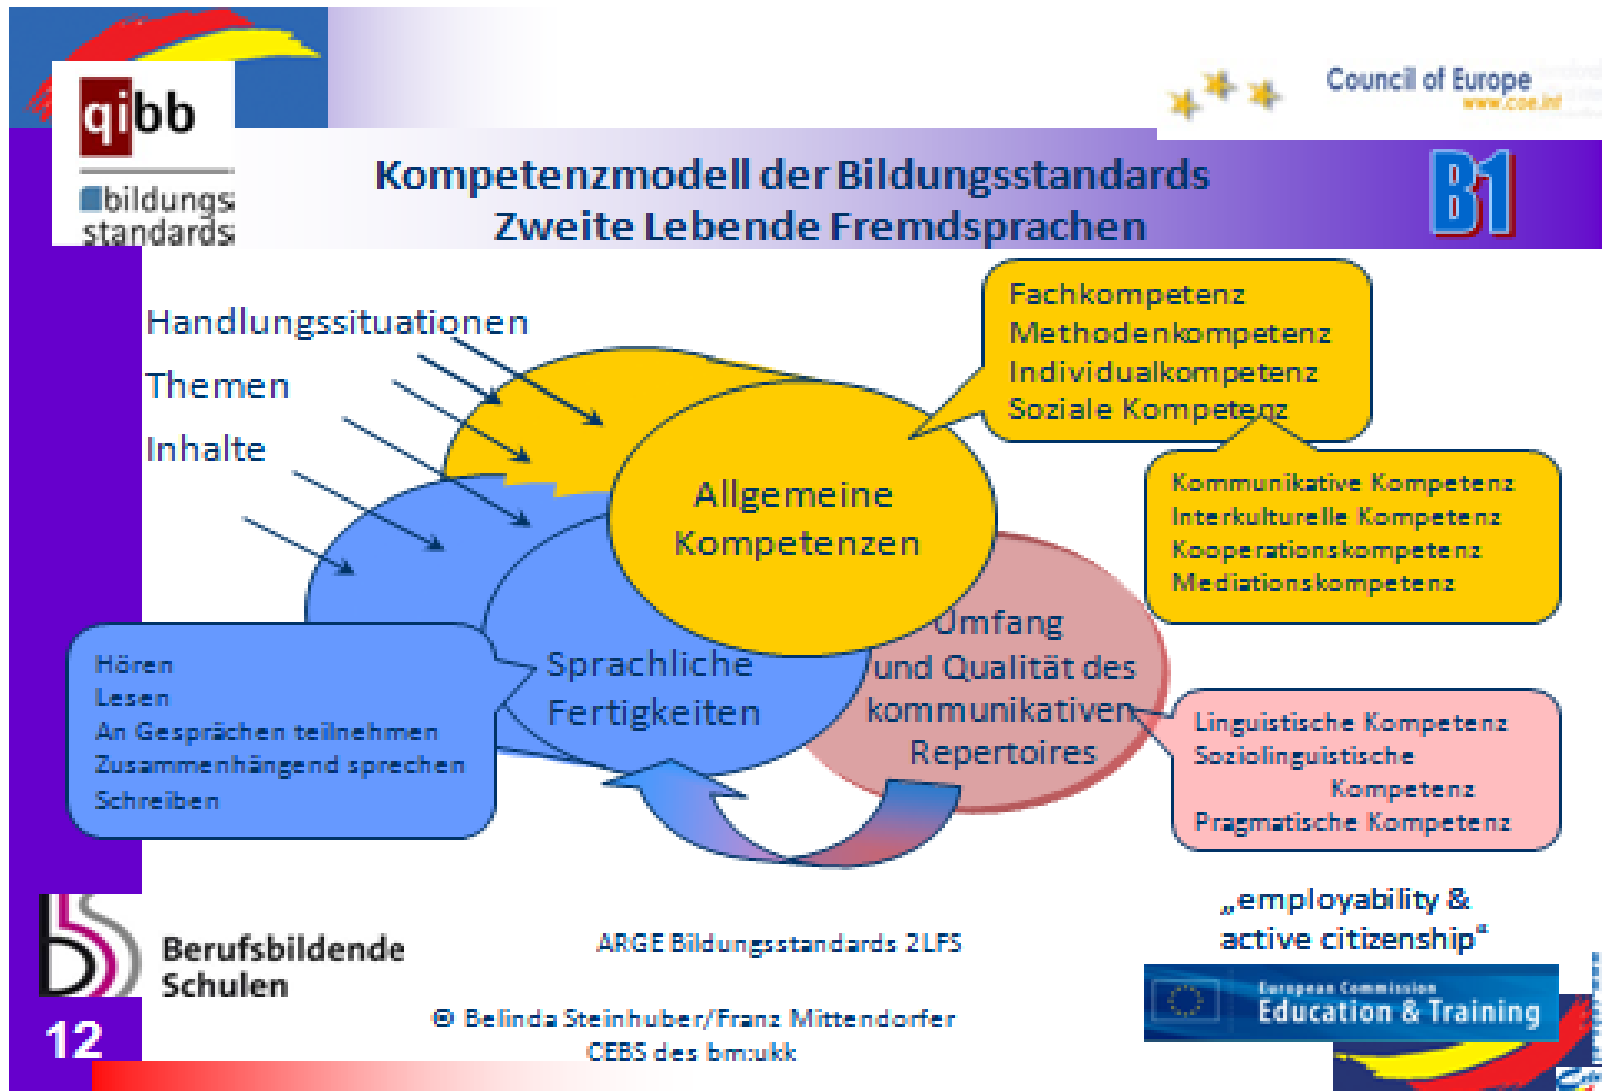 qibb
bildungs
standards
Council of Europe
www.coe.int
Kompetenzmodell der Bildungsstandards
Zweite Lebende Fremdsprachen
B1
Handlungssituationen
Themen
Inhalte
Fachkompetenz
Methodenkompetenz
Individualkompetenz
Soziale Kompetenz
Kommunikative Kompetenz
Interkulturelle Kompetenz
Kooperationskompetenz
Mediationskompetenz
Allgemeine
Kompetenzen
Umfang
und Qualität des
kommunikativen
Repertoires
Sprachliche
Fertigkeiten
Hören
Lesen
An Gesprächen teilnehmen
Zusammenhängend sprechen
Schreiben
Linguistische Kompetenz
Soziolinguistische
Kompetenz
Pragmatische Kompetenz
„employability &
active citizenship“
Berufsbildende
Schulen
ARGE Bildungsstandards 2LFS
© Belinda Steinhuber/Franz Mittendorfer
CEBS des bm:ukk
European Commission
Education & Training
12